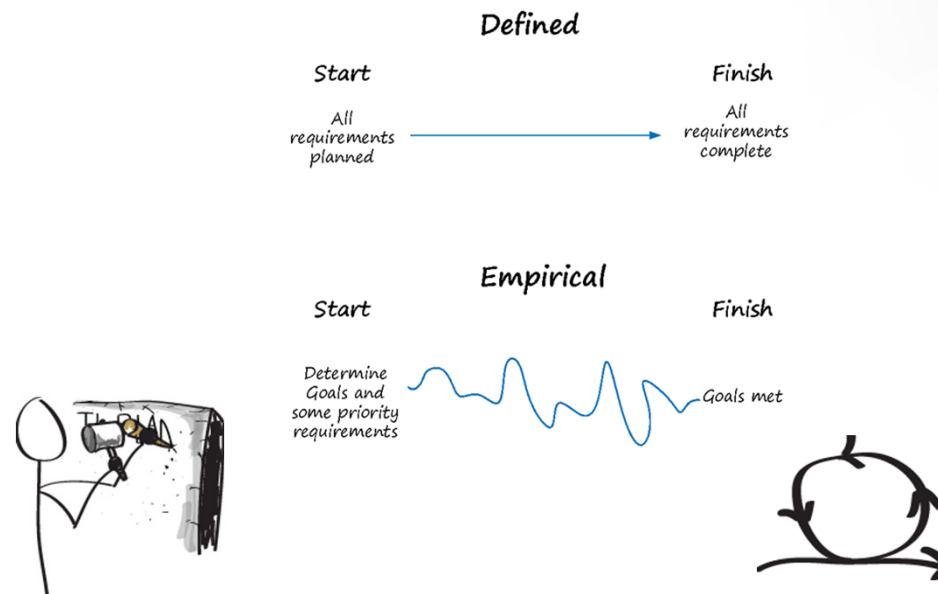 Defined
Start
Finish
All
requirements
planned
All
requirements
complete
Empirical
Start
Finish
Determine
Goals and
some priority
requirements
Goals met